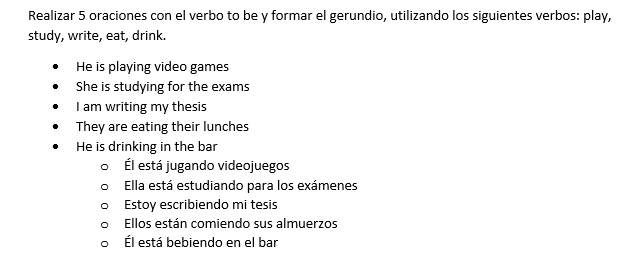 Realizar 5 oraciones con el verbo to be y formar el gerundio, utilizando los siguientes verbos: play,
study, write, eat, drink.
• He is playing video games
• She is studying for the exams
• I am writing my thesis
• They are eating their lunches
• He is drinking in the bar
o Él está jugando videojuegos
o Ella está estudiando para los exámenes
o Estoy escribiendo mi tesis
o Ellos están comiendo sus almuerzos
o Él está bebiendo en el bar